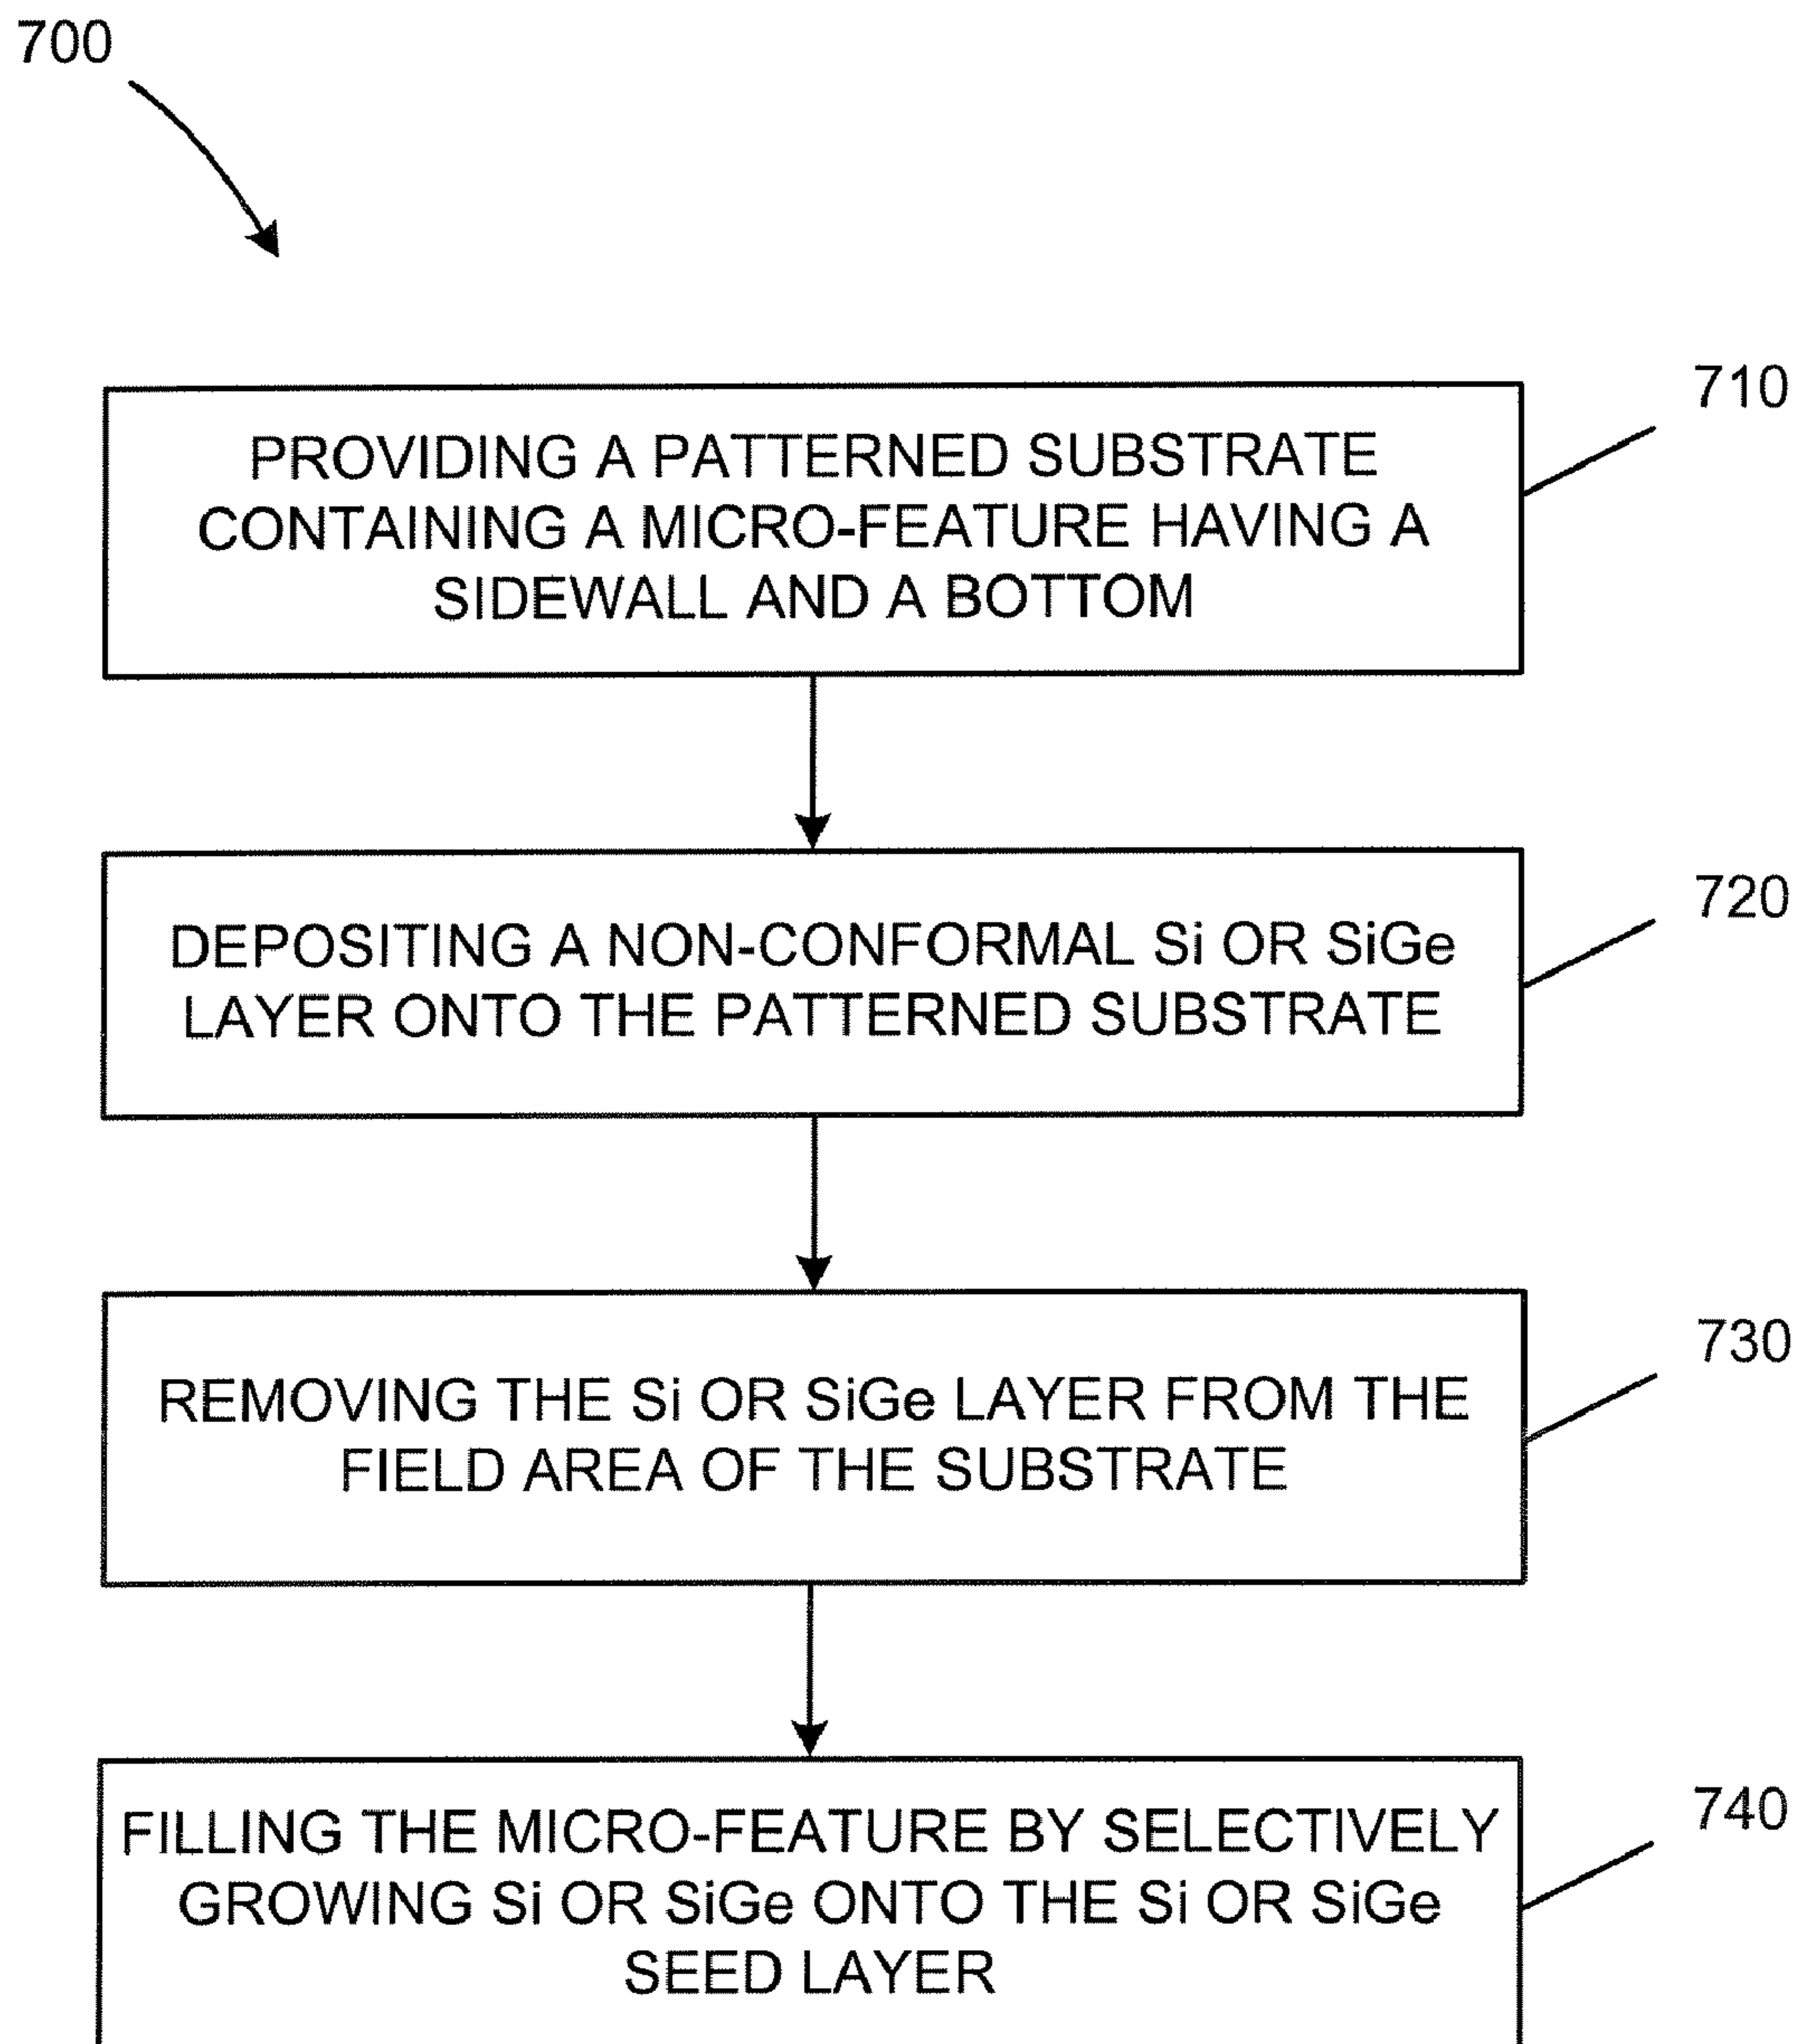 700
710
PROVIDING A PATTERNED SUBSTRATE
CONTAINING A MICRO-FEATURE HAVING A
SIDEWALL AND A BOTTOM
720
DEPOSITING A NON-CONFORMAL Si OR SiGe
LAYER ONTO THE PATTERNED SUBSTRATE
730
REMOVING THE Si OR SiGe LAYER FROM THE
FIELD AREA OF THE SUBSTRATE
740
FILLING THE MICRO-FEATURE BY SELECTIVELY
GROWING Si OR SiGe ONTO THE Si OR SiGe
SEED LAYER